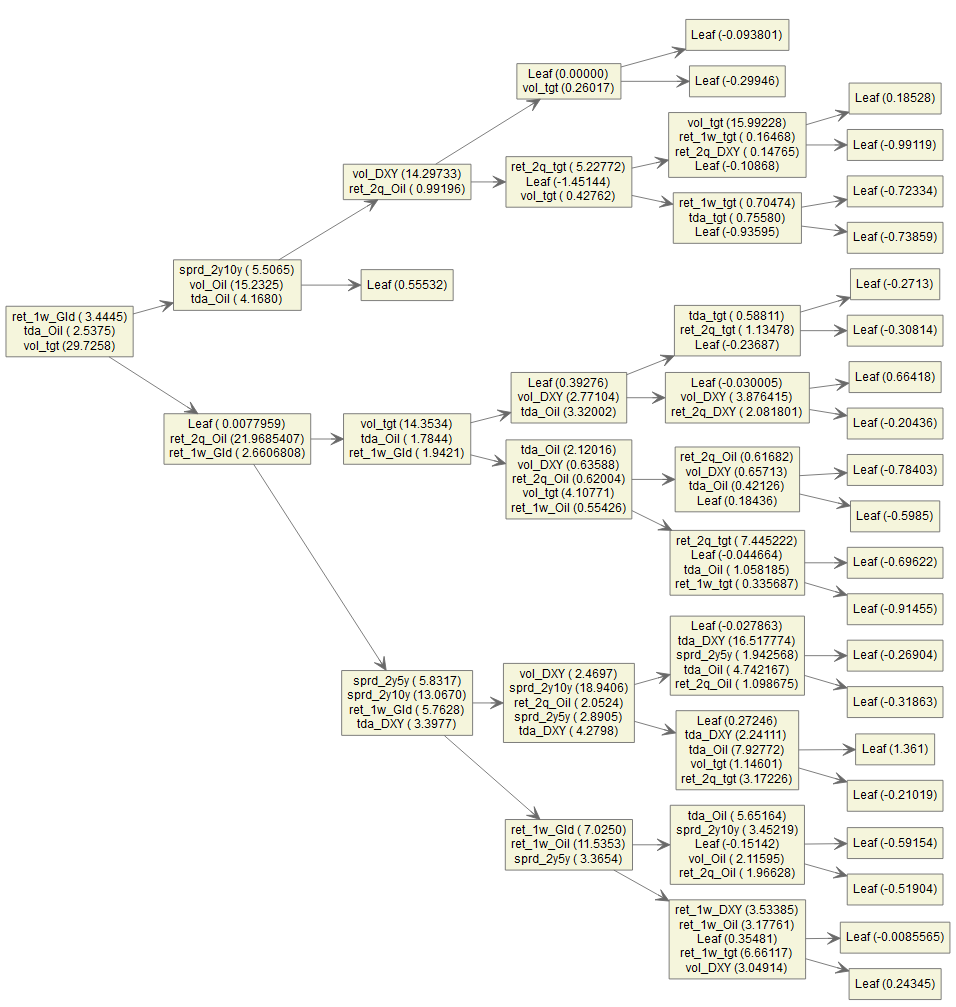 ret_1w_Gld ( 3.4445)
tda_Oil ( 2.5375)
vol_tgt (29.7258)
sprd_2y10y ( 5.5065)
vol_Oil (15.2325)
tda_Oil ( 4.1680)
Leaf ( 0.0077959)
ret_2q_Oil (21.9685407)
ret_1w_Gld ( 2.6606808)
vol_DXY (14.29733)
ret_2q_Oil ( 0.99196)
Leaf (0.55532)
vol_tgt (14.3534)
tda_Oil ( 1.7844)
ret_1w_Gld ( 1.9421)
sprd_2y5y ( 5.8317)
sprd_2y10y (13.0670)
ret_1w_Gld ( 5.7628)
tda_DXY ( 3.3977)
Leaf (0.00000)
vol_tgt (0.26017)
ret_2q_tgt ( 5.22772)
Leaf (-1.45144)
vol_tgt ( 0.42762)
Leaf (0.39276)
vol_DXY (2.77104)
tda_Oil (3.32002)
tda_Oil (2.12016)
vol_DXY (0.63588)
ret_2q_Oil (0.62004)
vol_tgt (4.10771)
ret_1w_Oil (0.55426)
vol_DXY ( 2.4697)
sprd_2y10y (18.9406)
ret_2q_Oil ( 2.0524)
sprd_2y5y ( 2.8905)
tda_DXY ( 4.2798)
ret_1w_Gld ( 7.0250)
ret_1w_Oil (11.5353)
sprd_2y5y ( 3.3654)
Leaf (-0.093801)
Leaf (-0.29946)
vol_tgt (15.99228)
ret_1w_tgt ( 0.16468)
ret_2q_DXY ( 0.14765)
Leaf (-0.10868)
ret_1w_tgt ( 0.70474)
tda_tgt ( 0.75580)
Leaf (-0.93595)
tda_tgt ( 0.58811)
ret_2q_tgt ( 1.13478)
Leaf (-0.23687)
Leaf (-0.030005)
vol_DXY ( 3.876415)
ret_2q_DXY ( 2.081801)
ret_2q_Oil (0.61682)
vol_DXY (0.65713)
tda_Oil (0.42126)
Leaf (0.18436)
ret_2q_tgt ( 7.445222)
Leaf (-0.044664)
tda_Oil ( 1.058185)
ret_1w_tgt ( 0.335687)
Leaf (-0.027863)
tda_DXY (16.517774)
sprd_2y5y ( 1.942568)
tda_Oil ( 4.742167)
ret_2q_Oil ( 1.098675)
Leaf (0.27246)
tda_DXY (2.24111)
tda_Oil (7.92772)
vol_tgt (1.14601)
ret_2q_tgt (3.17226)
tda_Oil ( 5.65164)
sprd_2y10y ( 3.45219)
Leaf (-0.15142)
vol_Oil ( 2.11595)
ret_2q_Oil ( 1.96628)
ret_1w_DXY (3.53385)
ret_1w_Oil (3.17761)
Leaf (0.35481)
ret_1w_tgt (6.66117)
vol_DXY (3.04914)
Leaf (0.18528)
Leaf (-0.99119)
Leaf (-0.72334)
Leaf (-0.73859)
Leaf (-0.2713)
Leaf (-0.30814)
Leaf (0.66418)
Leaf (-0.20436)
Leaf (-0.78403)
Leaf (-0.5985)
Leaf (-0.69622)
Leaf (-0.91455)
Leaf (-0.26904)
Leaf (-0.31863)
Leaf (1.361)
Leaf (-0.21019)
Leaf (-0.59154)
Leaf (-0.51904)
Leaf (-0.0085565)
Leaf (0.24345)